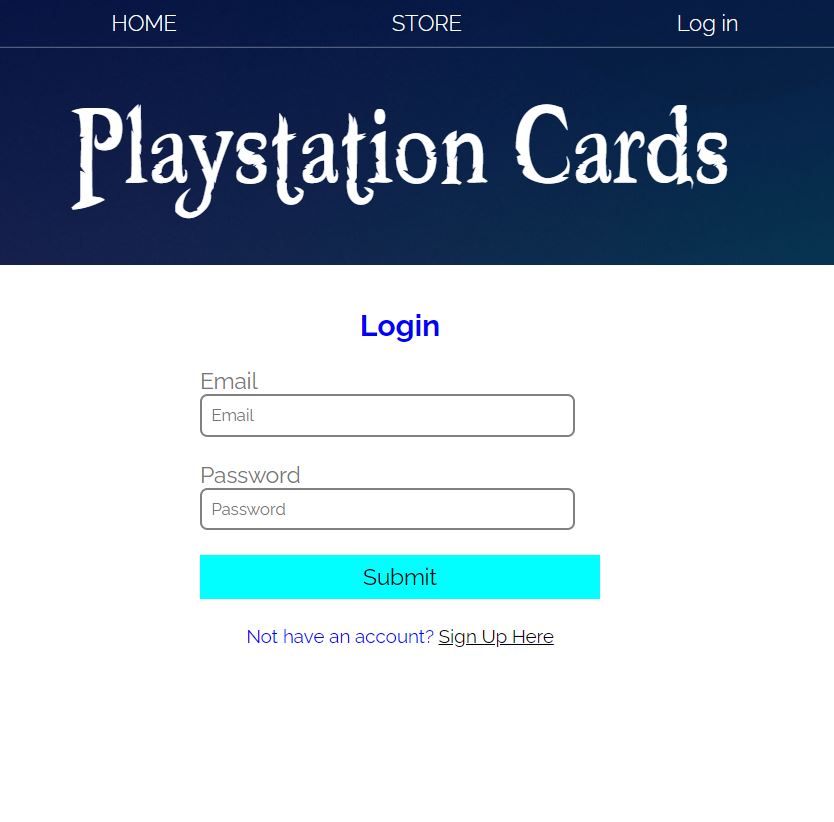 HOME STORE Log in
Playstation Cards
Login
Email
Email
Password
Password
Submit
Not have an account? Sign Up Here